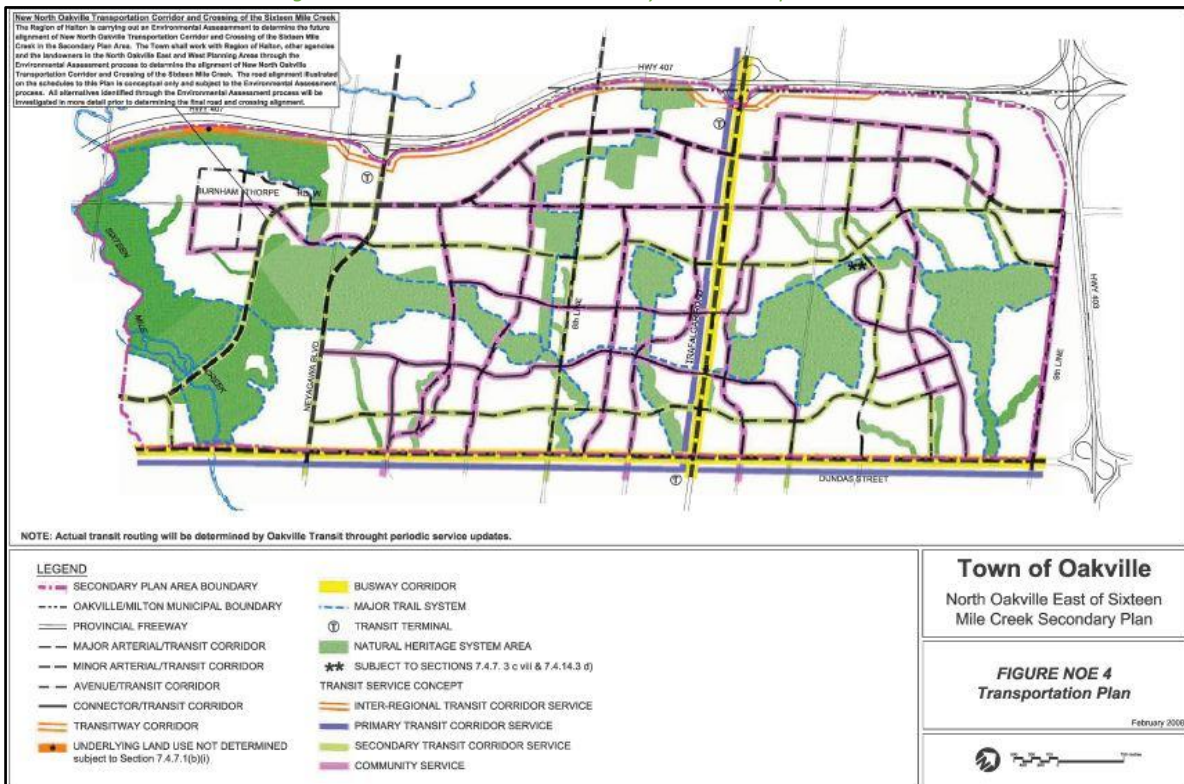 New North Oakville Transportation Corridor and Crossing of the Sixteen Mile Creek
The Region of Halton is carrying out an Environmental Assessment to determine the future
alignment of New North Oakville Transportation Corridor and Crossing of the Sixteen Mile
Creek in the Secondary Plan Area. The Town shall work with Region of Halton, other agencies
and the landowners in the North Oakville East and West Planning Areas through the
Environmental Assessment process to determine the alignment of New North Oakville
Transportation Corridor and Crossing of the Sixteen Mile Creek. The road alignment illustrated
on the schedules to this Plan is conceptual only and subject to the Environmental Assessment
process. All alternatives identified through the Environmental Assessment process will be
investigated in more detail prior to determining the final road and crossing alignment.
HWY 407
HWY 407
T
T
BURNHAM THORPE RD. W.
SIXTEEN
MILE
CREEK
NEYAGAWA BLVD
6th LINE
TRAFALGAR ROAD
**
9th LINE
HWY 403
T
DUNDAS STREET
NOTE: Actual transit routing will be determined by Oakville Transit throught periodic service updates.
LEGEND
SECONDARY PLAN AREA BOUNDARY
OAKVILLE/MILTON MUNICIPAL BOUNDARY
PROVINCIAL FREEWAY
MAJOR ARTERIAL/TRANSIT CORRIDOR
MINOR ARTERIAL/TRANSIT CORRIDOR
AVENUE/TRANSIT CORRIDOR
CONNECTOR/TRANSIT CORRIDOR
TRANSITWAY CORRIDOR
UNDERLYING LAND USE NOT DETERMINED
subject to Section 7.4.7.1(b)(i)
BUSWAY CORRIDOR
MAJOR TRAIL SYSTEM
T TRANSIT TERMINAL
NATURAL HERITAGE SYSTEM AREA
** SUBJECT TO SECTIONS 7.4.7. 3 c vii & 7.4.14.3 d)
TRANSIT SERVICE CONCEPT
INTER-REGIONAL TRANSIT CORRIDOR SERVICE
PRIMARY TRANSIT CORRIDOR SERVICE
SECONDARY TRANSIT CORRIDOR SERVICE
COMMUNITY SERVICE
Town of Oakville
North Oakville East of Sixteen
Mile Creek Secondary Plan
FIGURE NOE 4
Transportation Plan
February 2008